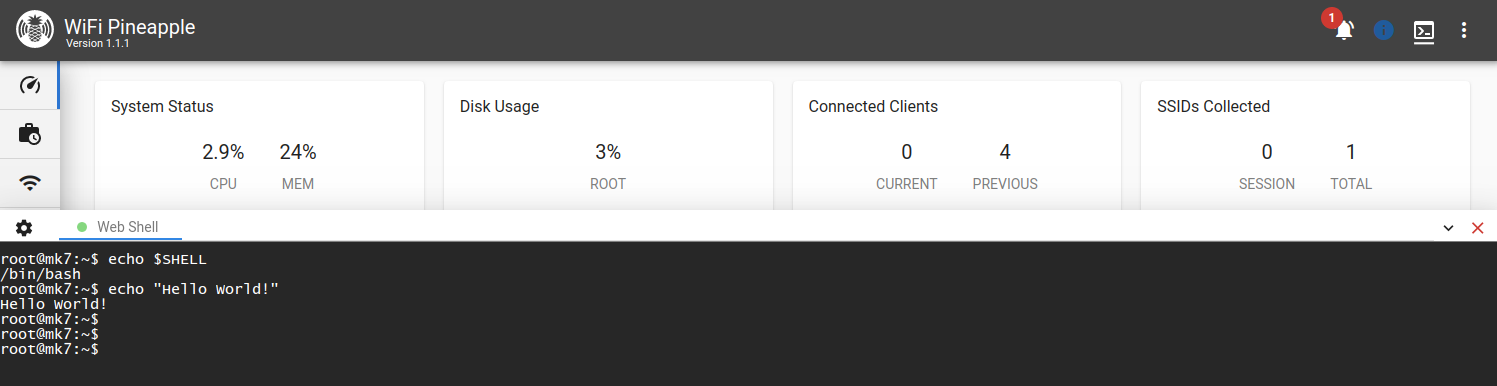 WiFi Pineapple
Version 1.1.1
1
System Status
2.9% 24%
CPU MEM
Disk Usage
3%
ROOT
Connected Clients
0 4
CURRENT PREVIOUS
SSIDs Collected
0 1
SESSION TOTAL
Web Shell
root@mk7:~$ echo $SHELL
/bin/bash
root@mk7:~$ echo "Hello World!"
Hello World!
root@mk7:~$
root@mk7:~$
root@mk7:~$